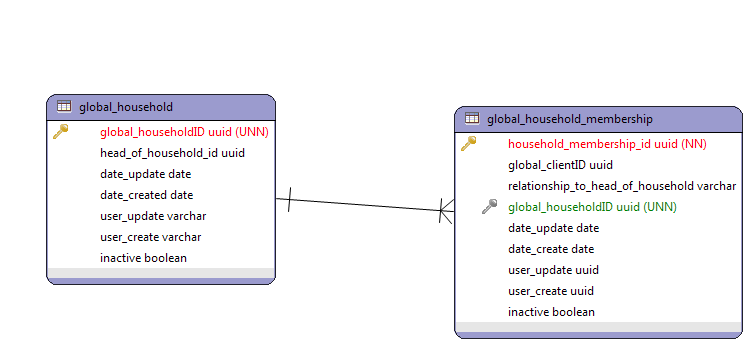 global_household
global_householdID uuid (UNN)
head_of_household_id uuid
date_update date
date_created date
user_update varchar
user_create varchar
inactive boolean
global_household_membership
household_membership_id uuid (NN)
global_clientID uuid
relationship_to_head_of_household varchar
global_householdID uuid (UNN)
date_update date
date_create date
user_update uuid
user_create uuid
inactive boolean